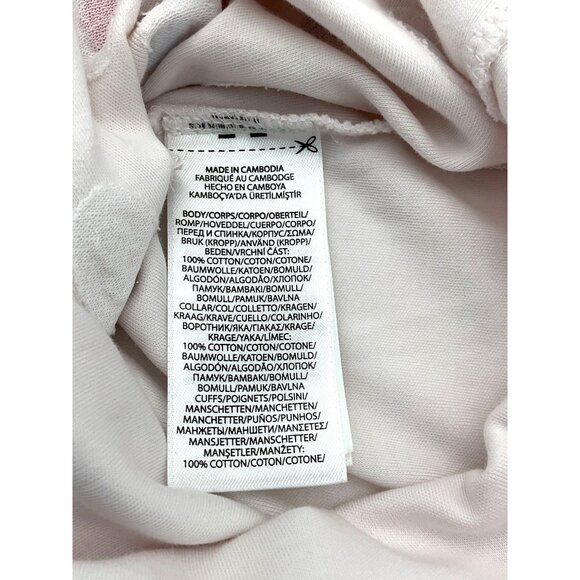 MADE IN CAMBODIA
FABRIQUÉ AU CAMBODGE
HECHO EN CAMBOYA
KAMBOÇYA'DA ÜRETİLMİŞTİR
BODY/CORPS/CORPO/OBERTEIL/
ROMP/HOVEDDEL/CUERPO/CORPO/
ПЕРЕД И СПИНКА/КОРПУС/ΣΩΜΑ/
BRUK (KROPP)/ANVÄND (KROPP)/
BEDEN/VRCHNÍ ČÁST:
100% COTTON/COTON/COTONE/
BAUMWOLLE/KATOEN/BOMULD/
ALGODÓN/ALGODÃO/ХЛОПОК/
ПАМУК/BAMBAKI/BOMULL/
BOMULL/PAMUK/BAVLNA
COLLAR/COL/COLLETTO/KRAGEN/
KRAAG/KRAVE/CUELLO/COLARINHO/
ВОРОТНИК/ЯКА/ΓΙΑΚΑΣ/KRAGE/
KRAGE/YAKA/LÍMEC:
100% COTTON/COTON/COTONE/
BAUMWOLLE/KATOEN/BOMULD/
ALGODÓN/ALGODÃO/ХЛОПОК/
ПАМУК/BAMBAKI/BOMULL/
BOMULL/PAMUK/BAVLNA
CUFFS/POIGNETS/POLSINI/
MANSCHETTEN/MANCHETTEN/
MANCHETTER/PUÑOS/PUNHOS/
МАНЖЕТЫ/МАНШЕТИ/ΜΑΝΣΕΤΕΣ/
MANSJETTER/MANSCHETTER/
MANŞETLER/MANŽETY:
100% COTTON/COTON/COTONE/